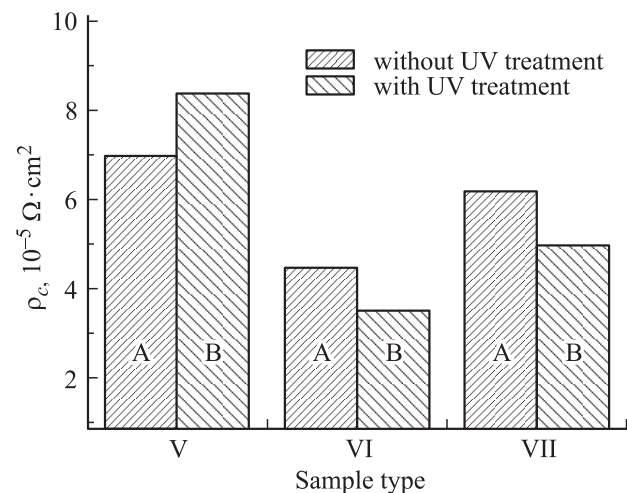 10
8
6
4
2
ρc, 10⁻⁵ Ω·cm²
without UV treatment
with UV treatment
A B A B A B
V VI VII
Sample type